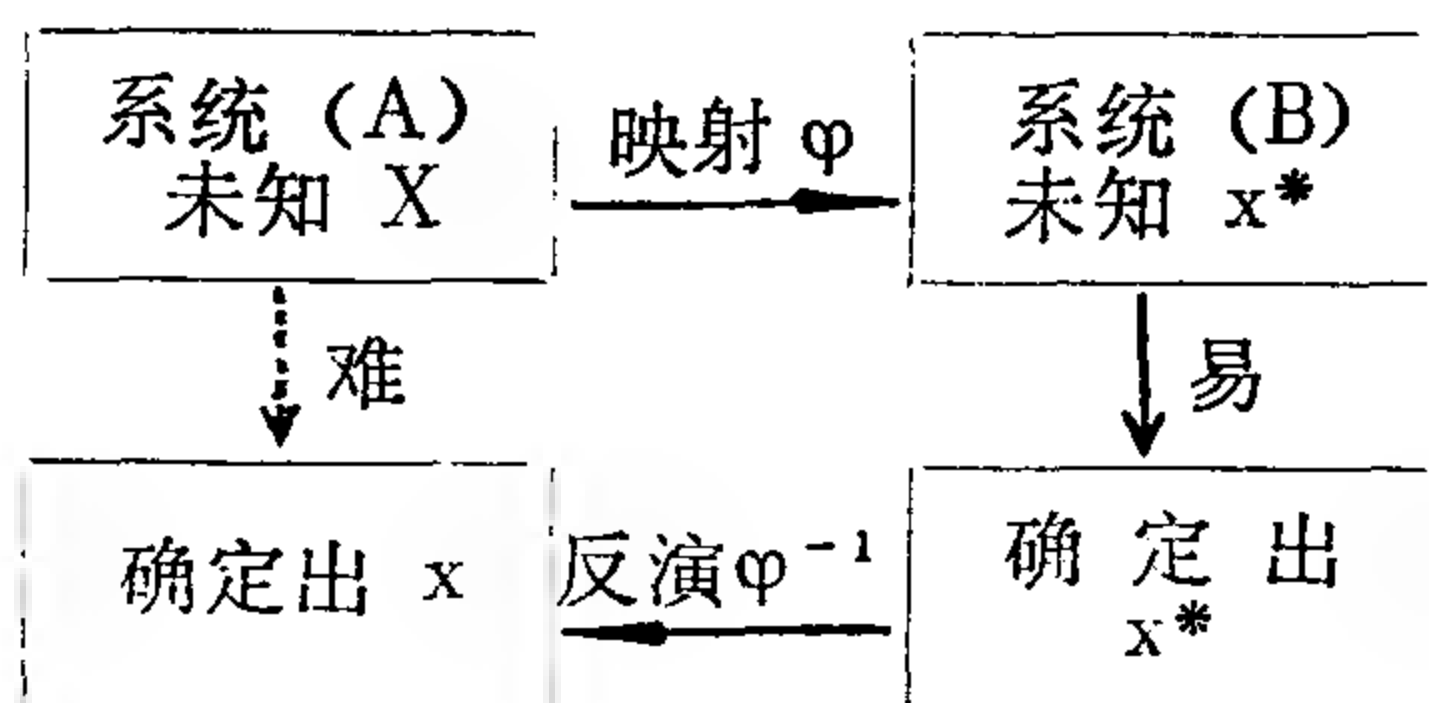 系统（A）
未知 X
映射 φ
系统（B）
未知 x*
难
易
确定出 x
反演φ⁻¹
确 定 出
x*